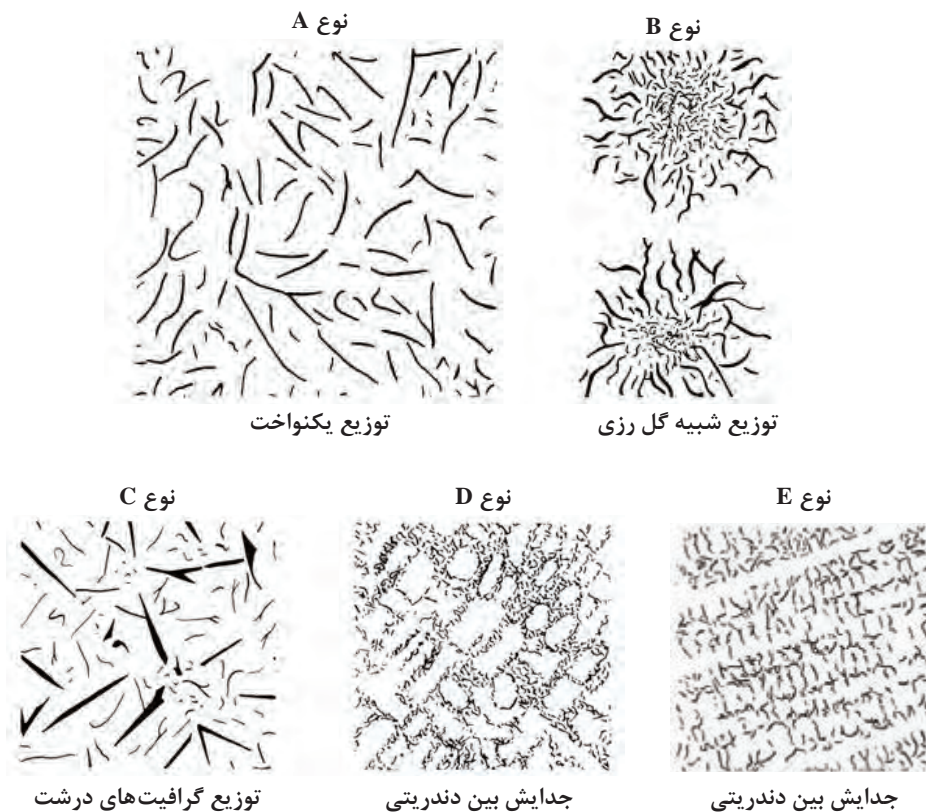 نوع A
نوع B
توزیع یکنواخت
توزیع شبیه گل رزی
نوع C
نوع D
نوع E
توزیع گرافیت‌های درشت
جدایش بین دندریتی
جدایش بین دندریتی